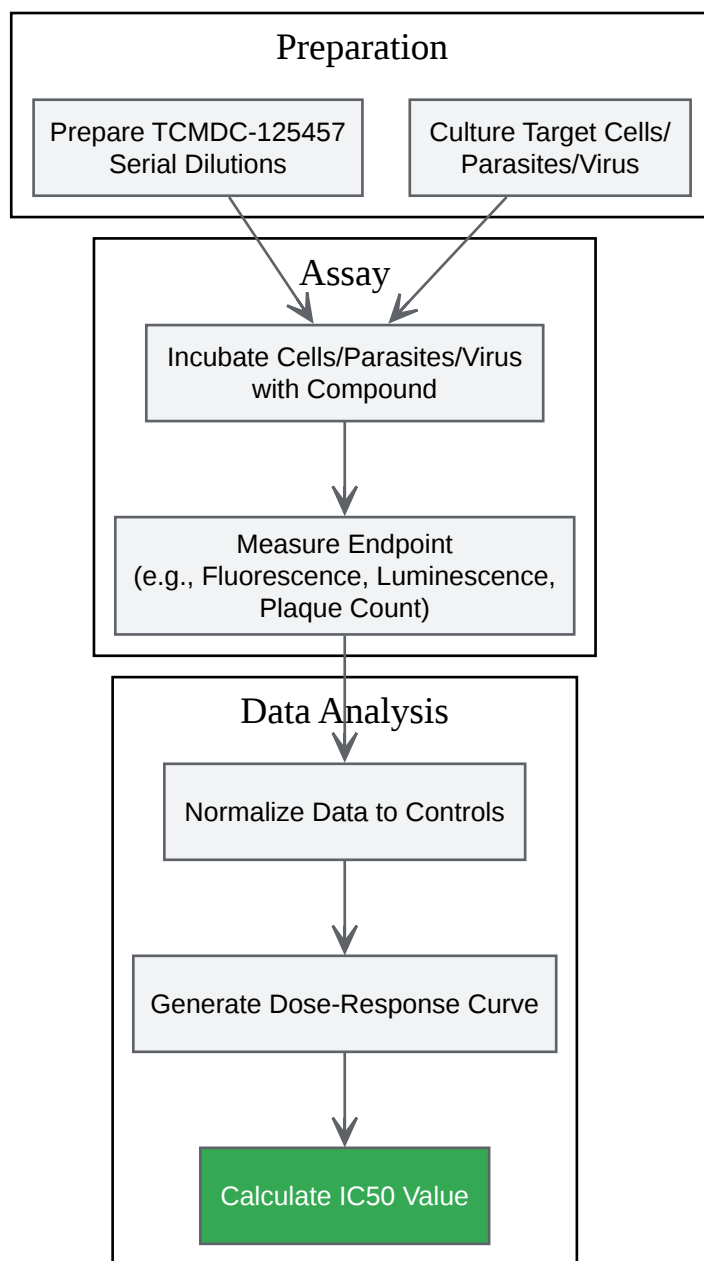 Preparation
Prepare TCMDC-125457
Serial Dilutions
Culture Target Cells/
Parasites/Virus
Assay
Incubate Cells/Parasites/Virus
with Compound
Measure Endpoint
(e.g., Fluorescence, Luminescence,
Plaque Count)
Data Analysis
Normalize Data to Controls
Generate Dose-Response Curve
Calculate IC50 Value